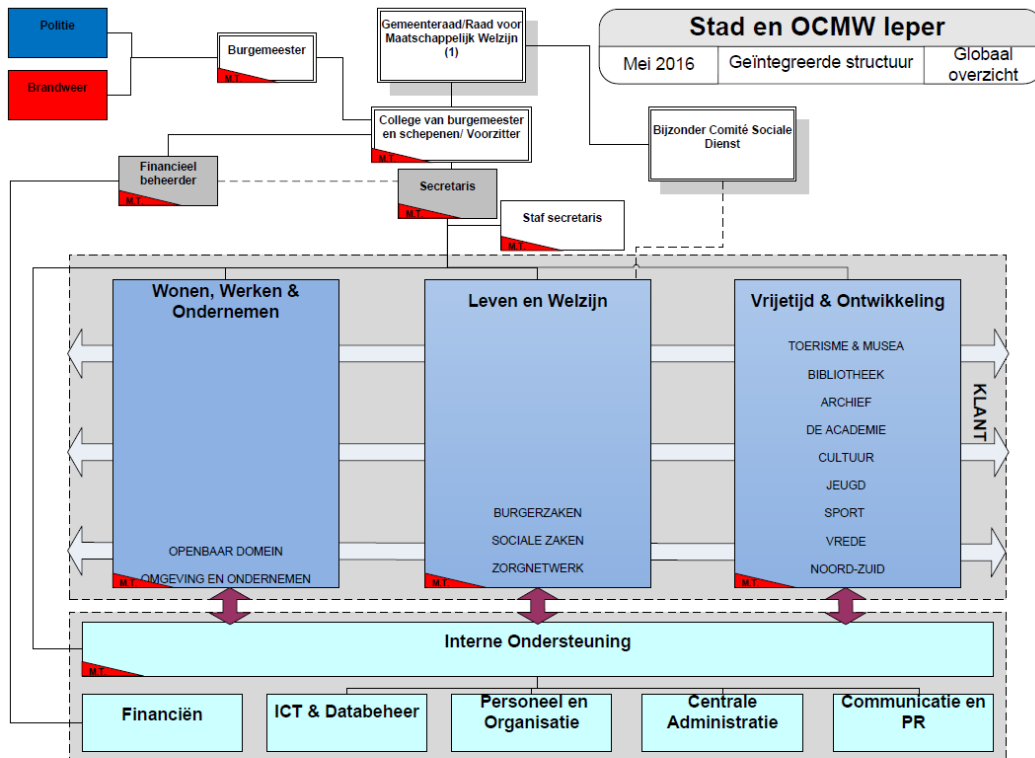 Politie
Brandweer
Burgemeester
M.T.
Gemeenteraad/Raad voor
Maatschappelijk Welzijn
(1)
Stad en OCMW Ieper
Mei 2016
Geïntegreerde structuur
Globaal
overzicht
College van burgemeester
en schepenen/ Voorzitter
M.T.
Bijzonder Comité Sociale
Dienst
Financieel
beheerder
M.T.
Secretaris
M.T.
Staf secretaris
M.T.
Wonen, Werken &
Ondernemen
OPENBAAR DOMEIN
OMGEVING EN ONDERNEMEN
M.T.
Leven en Welzijn
BURGERZAKEN
SOCIALE ZAKEN
ZORGNETWERK
M.T.
Vrijetijd & Ontwikkeling
TOERISME & MUSEA
BIBLIOTHEEK
ARCHIEF
DE ACADEMIE
CULTUUR
JEUGD
SPORT
VREDE
NOORD-ZUID
M.T.
KLANT
Interne Ondersteuning
M.T.
Financiën
ICT & Databeheer
Personeel en
Organisatie
Centrale
Administratie
Communicatie en
PR